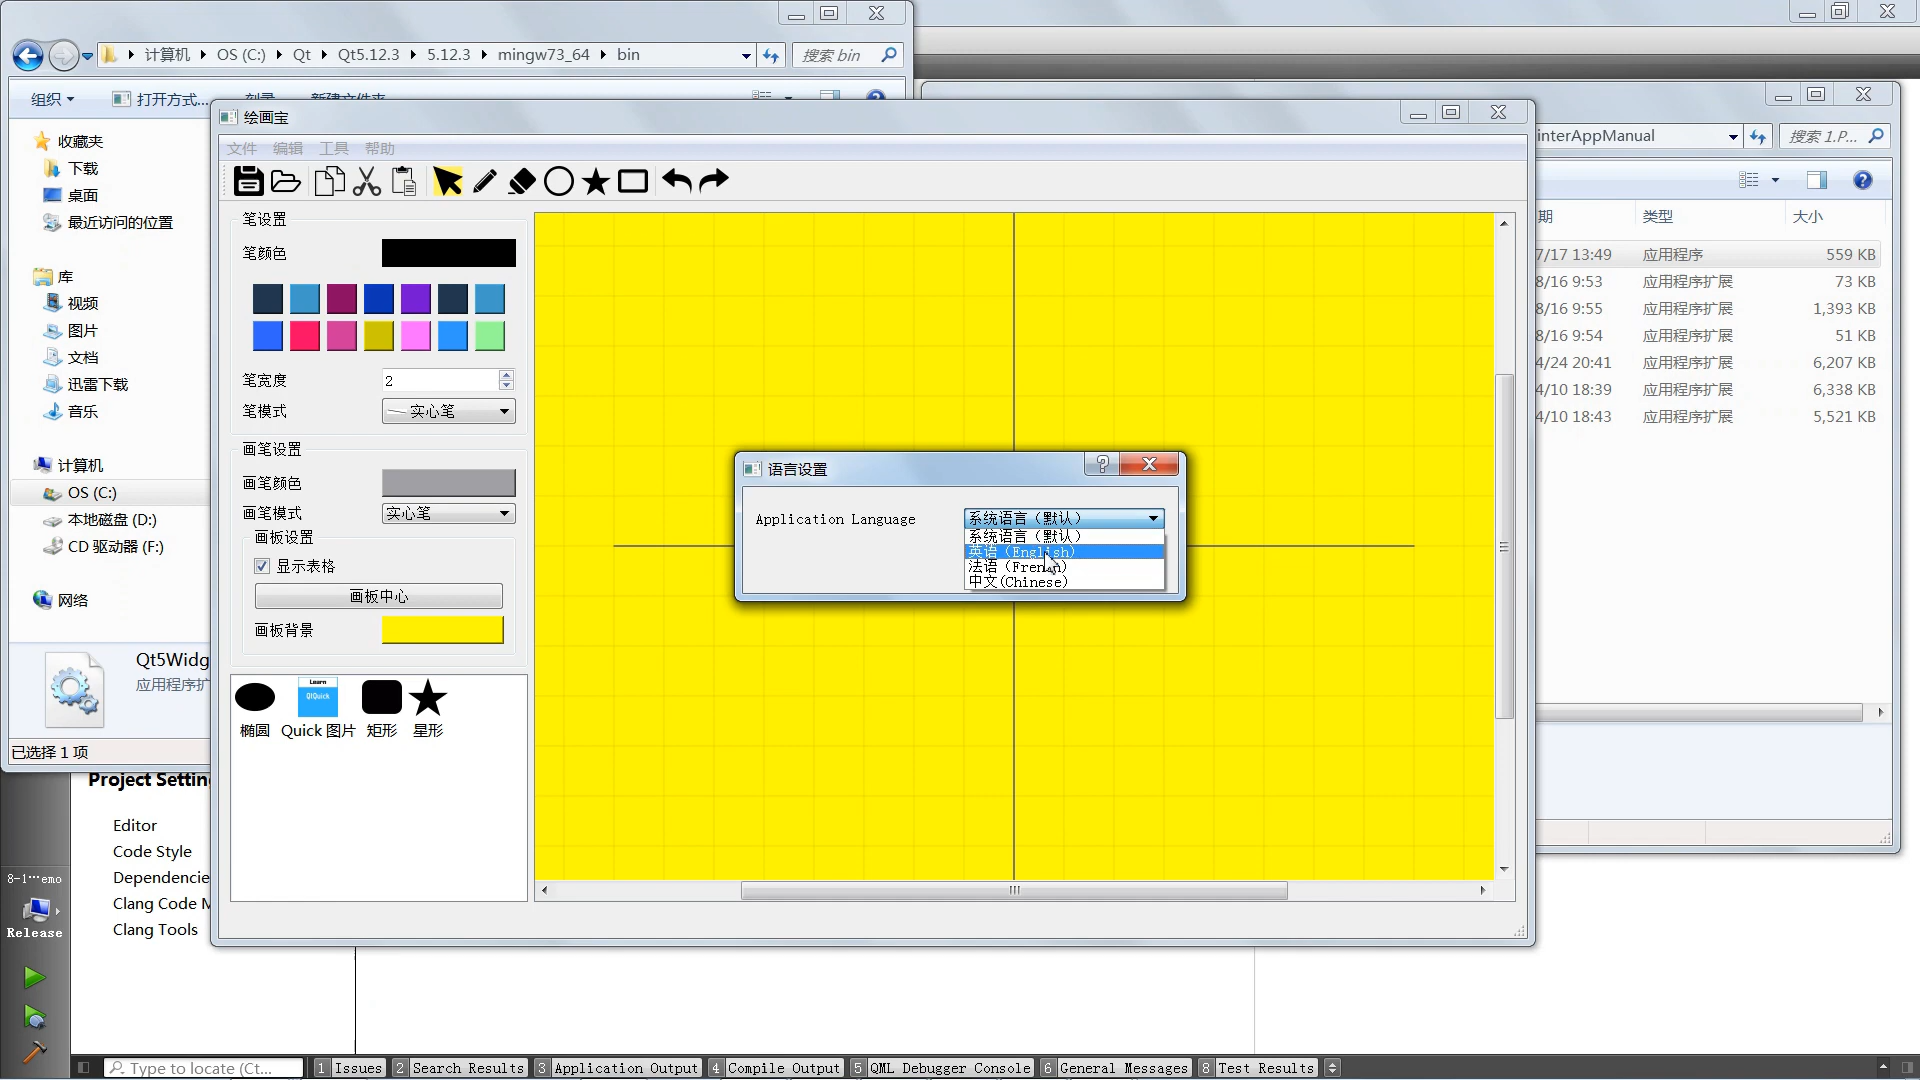 计算机 OS (C:) Qt Qt5.12.3 5.12.3 mingw73_64 bin
搜索 bin
组织 打开方式...
收藏夹
下载
桌面
最近访问的位置
库
视频
图片
文档
迅雷下载
音乐
计算机
OS (C:)
本地磁盘 (D:)
CD 驱动器 (F:)
网络
Qt5Widg
应用程序扩
已选择 1 项
绘画宝
文件 编辑 工具 帮助
笔设置
笔颜色
笔宽度 2
笔模式 实心笔
画笔设置
画笔颜色
画笔模式 实心笔
画板设置
显示表格
画板中心
画板背景
Learn
QtQuick
椭圆 Quick 图片 矩形 星形
语言设置
Application Language 系统语言（默认）
系统语言（默认）
英语（English）
法语（French）
中文(Chinese)
interAppManual 搜索 1.P...
期 类型 大小
7/17 13:49 应用程序 559 KB
8/16 9:53 应用程序扩展 73 KB
8/16 9:55 应用程序扩展 1,393 KB
8/16 9:54 应用程序扩展 51 KB
4/24 20:41 应用程序扩展 6,207 KB
4/10 18:39 应用程序扩展 6,338 KB
4/10 18:43 应用程序扩展 5,521 KB
Project Settin
Editor
Code Style
Dependencie
Clang Code M
Clang Tools
8-1···emo
Release
Type to locate (Ct...
1 Issues 2 Search Results 3 Application Output 4 Compile Output 5 QML Debugger Console 6 General Messages 8 Test Results